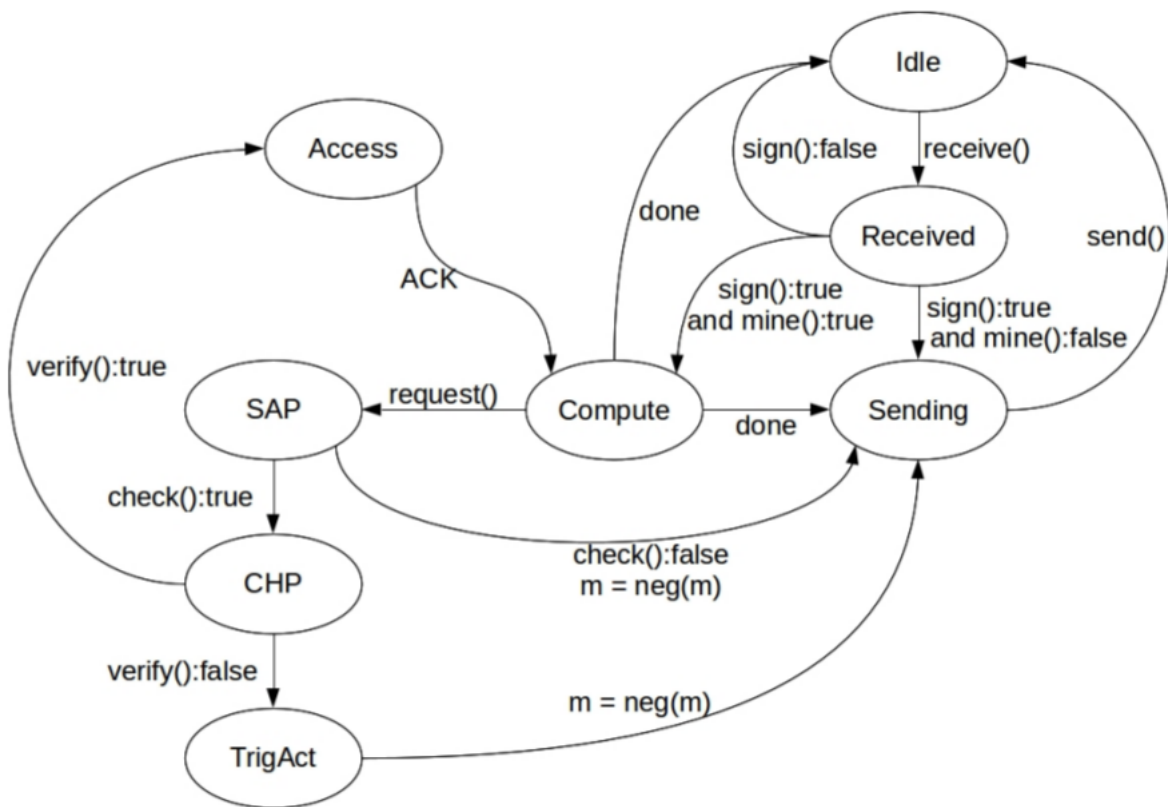 Idle
Access
sign():false
receive()
done
Received
send()
ACK
sign():true
and mine():true
sign():true
and mine():false
verify():true
SAP
request()
Compute
done
Sending
check():true
check():false
m = neg(m)
CHP
verify():false
m = neg(m)
TrigAct